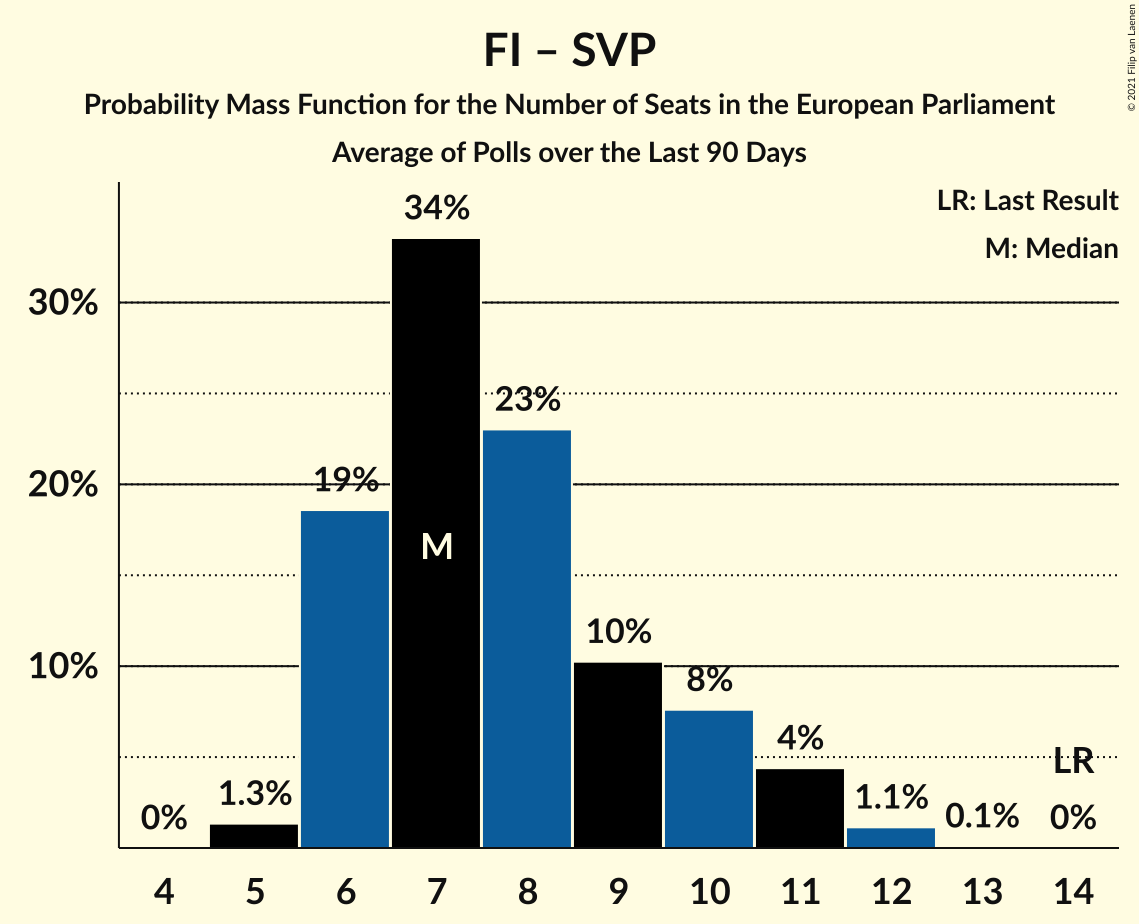 FI – SVP
Probability Mass Function for the Number of Seats in the European Parliament
Average of Polls over the Last 90 Days
© 2021 Filip van Laenen
LR: Last Result
M: Median
34%
30%
23%
19%
20%
M
10%
10%
8%
4%
LR
1.3%
1.1%
0%
0.1%
0%
4 5 6 7 8 9 10 11 12 13 14